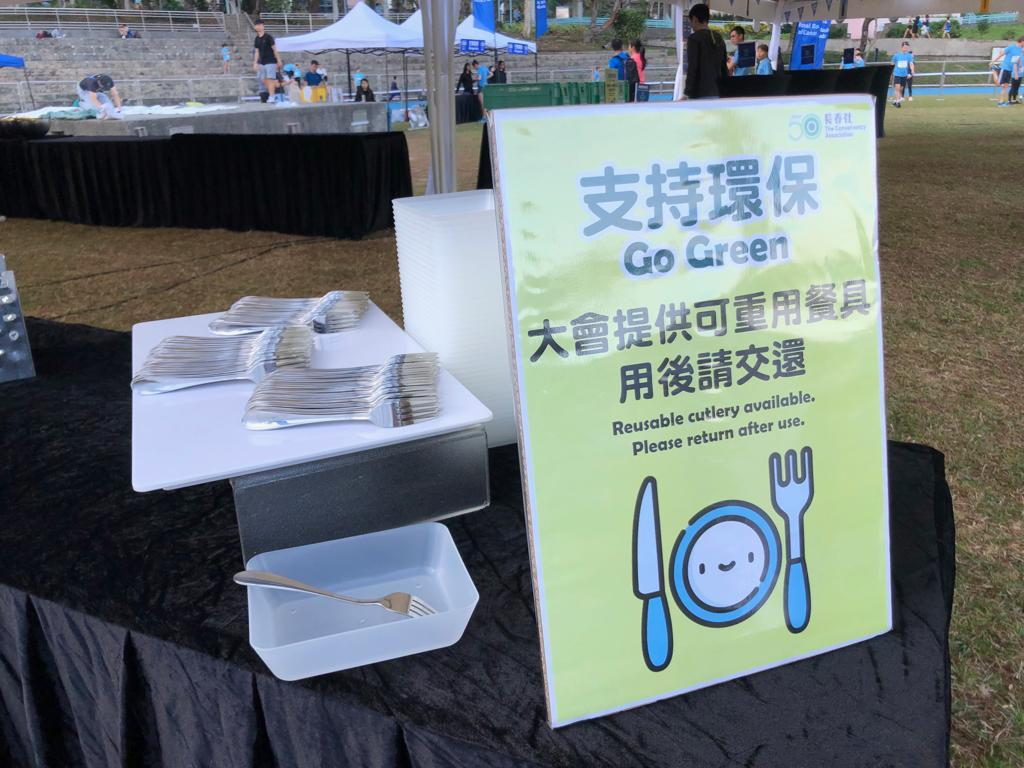 50 長春社
The Conservancy
Association
支持環保
Go Green
大會提供可重用餐具
用後請交還
Reusable cutlery available.
Please return after use.